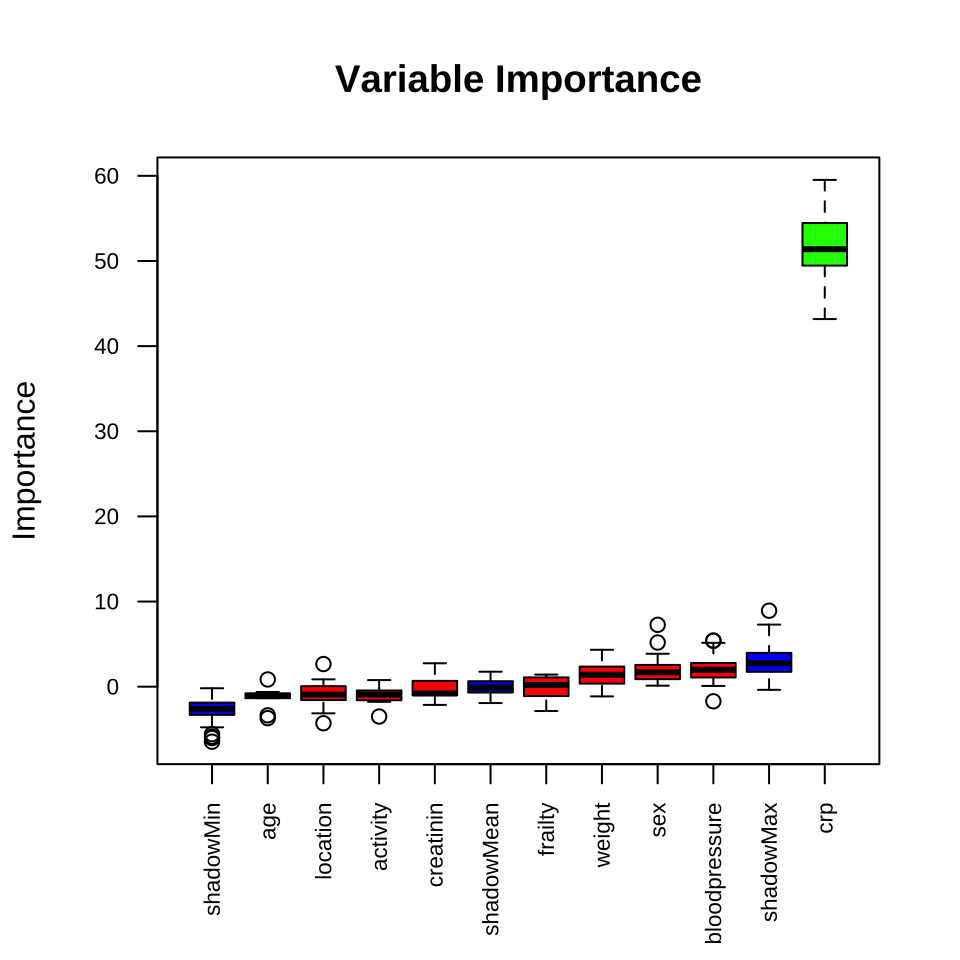 Variable Importance
Importance
60
50
40
30
20
10
0
shadowMin
age
location
activity
creatinin
shadowMean
frailty
weight
sex
bloodpressure
shadowMax
crp